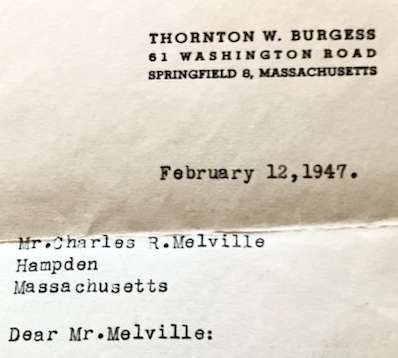 THORNTON W. BURGESS
61 WASHINGTON ROAD
SPRINGFIELD 8, MASSACHUSETTS
February 12,1947.
Mr.Charles R.Melville
Hampden
Massachusetts
Dear Mr.Melville: